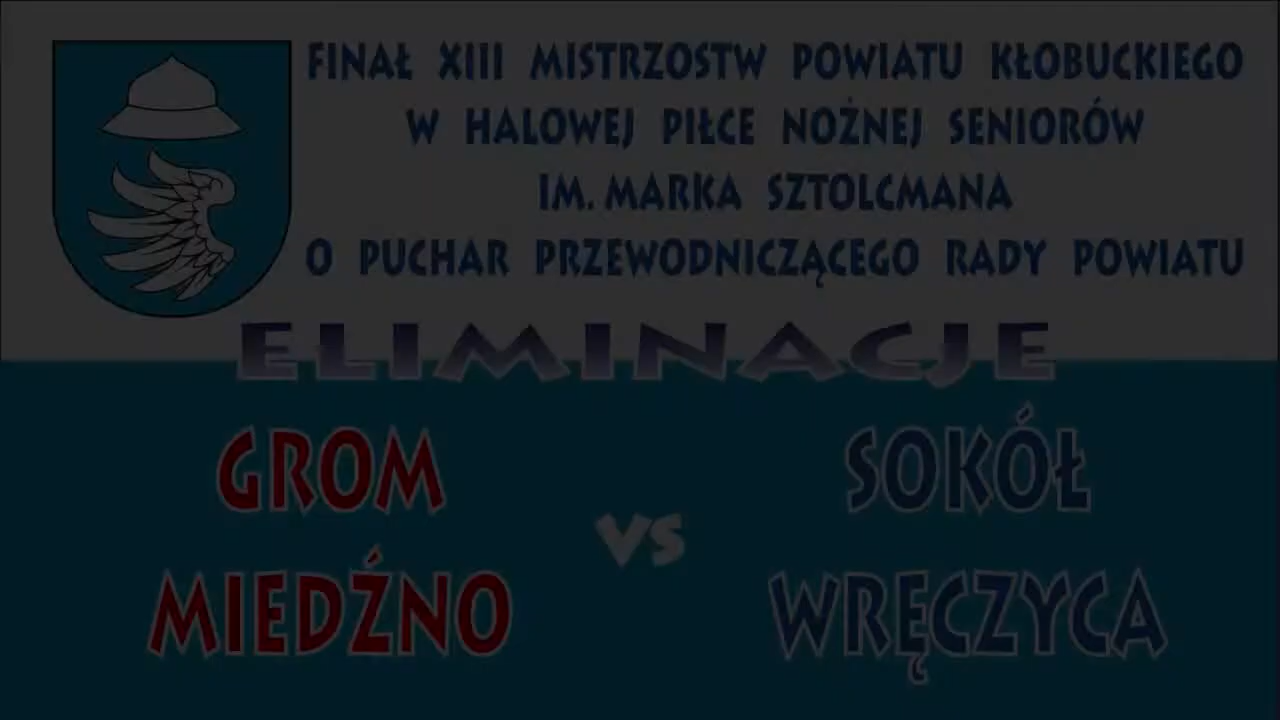 FINAŁ XIII MISTRZOSTW POWIATU KŁOBUCKIEGO
W HALOWEJ PIŁCE NOŻNEJ SENIORÓW
IM. MARKA SZTOLCMANA
O PUCHAR PRZEWODNICZĄCEGO RADY POWIATU
ELIMINACJE
GROM
MIEDŹNO
vs
SOKÓŁ
WRĘCZYCA